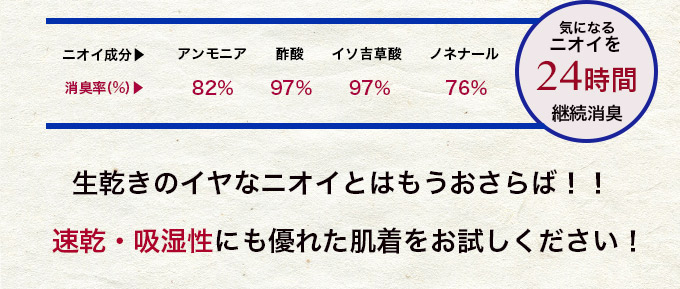 ニオイ成分▶ アンモニア 酢酸 イソ吉草酸 ノネナール
消臭率(%)▶ 82% 97% 97% 76%
気になる
ニオイを
24時間
継続消臭
生乾きのイヤなニオイとはもうおさらば！！
速乾・吸湿性にも優れた肌着をお試しください！